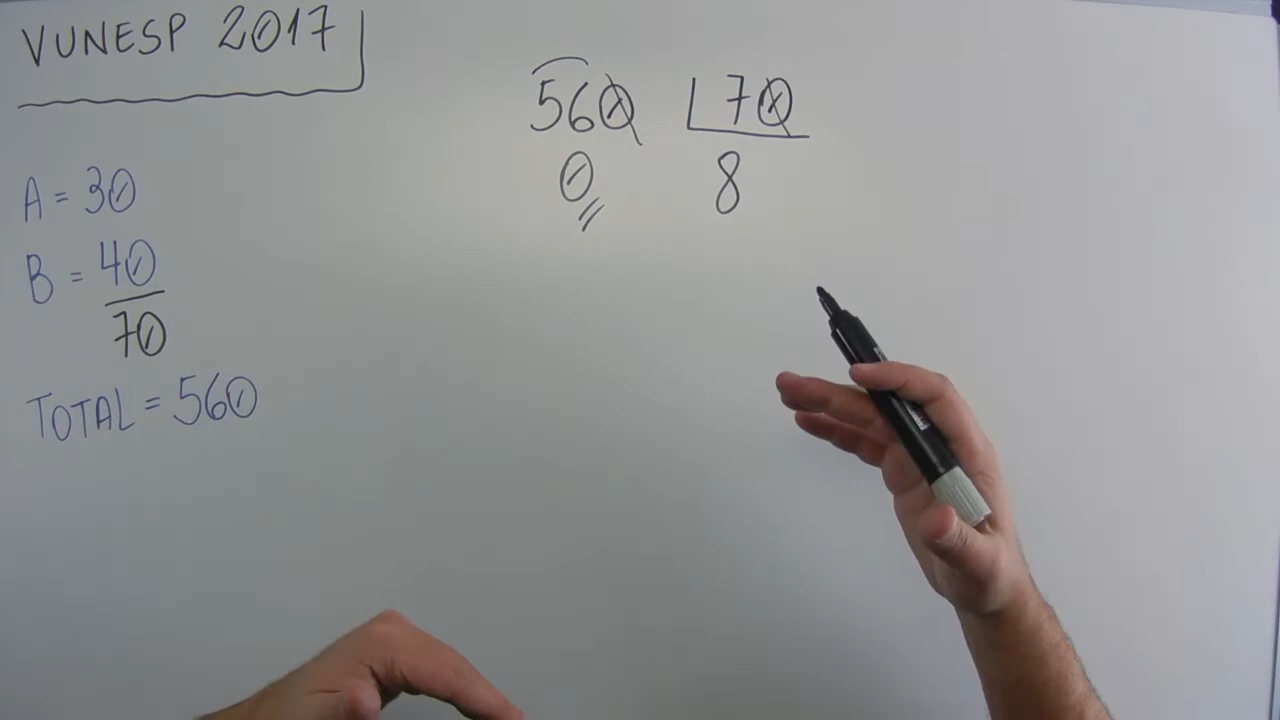 VUNESP 2017
560 70
0 8
A = 30
B = 40
70
TOTAL = 560